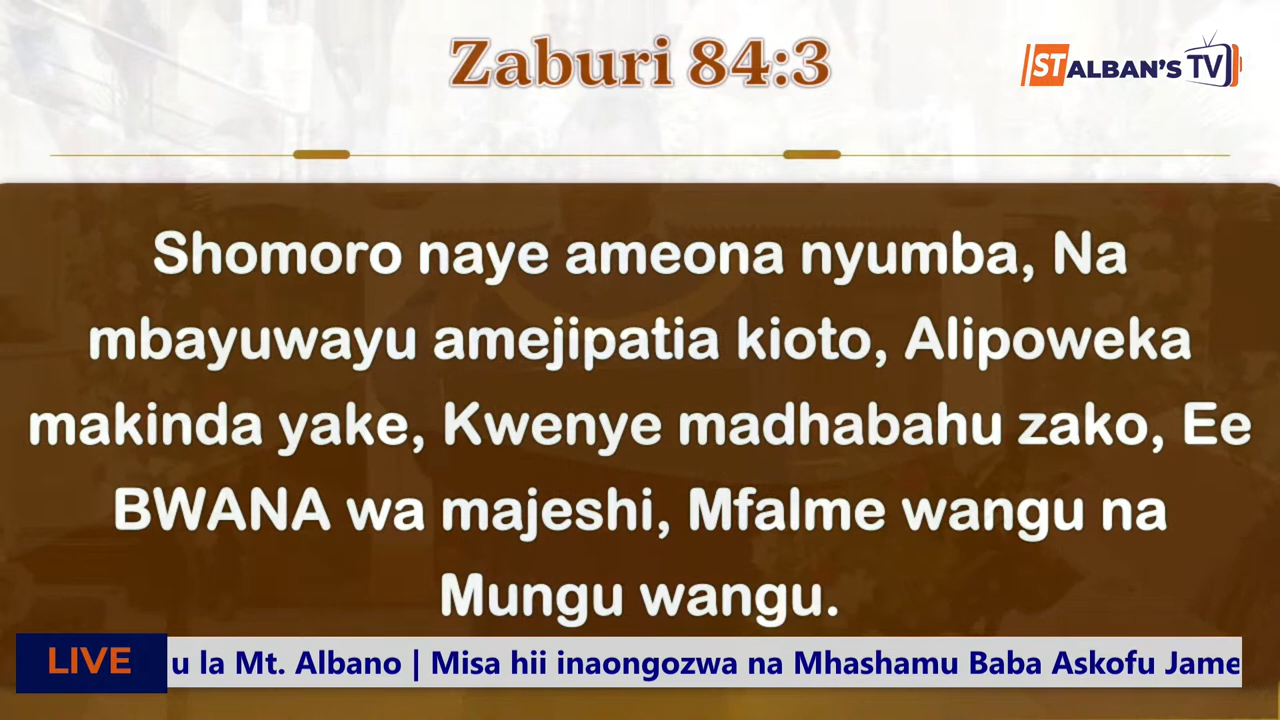 Zaburi 84:3
ST ALBAN'S TV
Shomoro naye ameona nyumba, Na
mbayuwayu amejipatia kioto, Alipoweka
makinda yake, Kwenye madhabahu zako, Ee
BWANA wa majeshi, Mfalme wangu na
Mungu wangu.
LIVE
u la Mt. Albano | Misa hii inaongozwa na Mhashamu Baba Askofu Jame